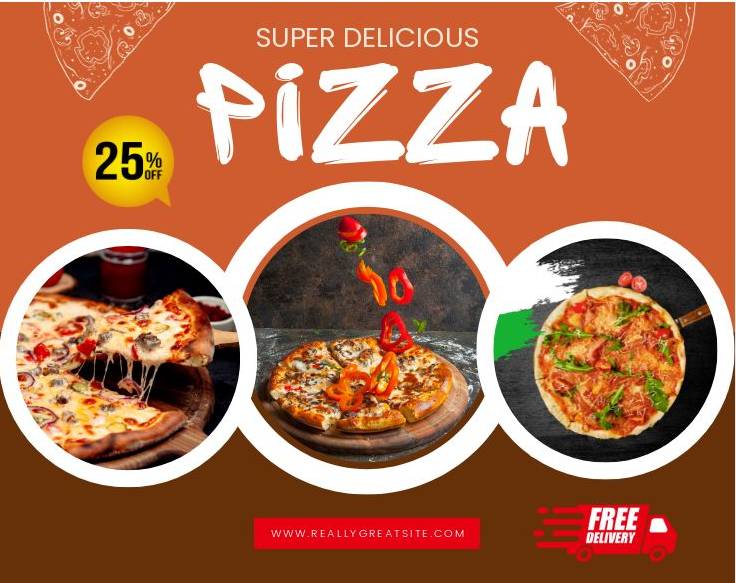 SUPER DELICIOUS
PiZZA
25%
OFF
WWW.REALLYGREATSITE.COM
FREE
DELIVERY